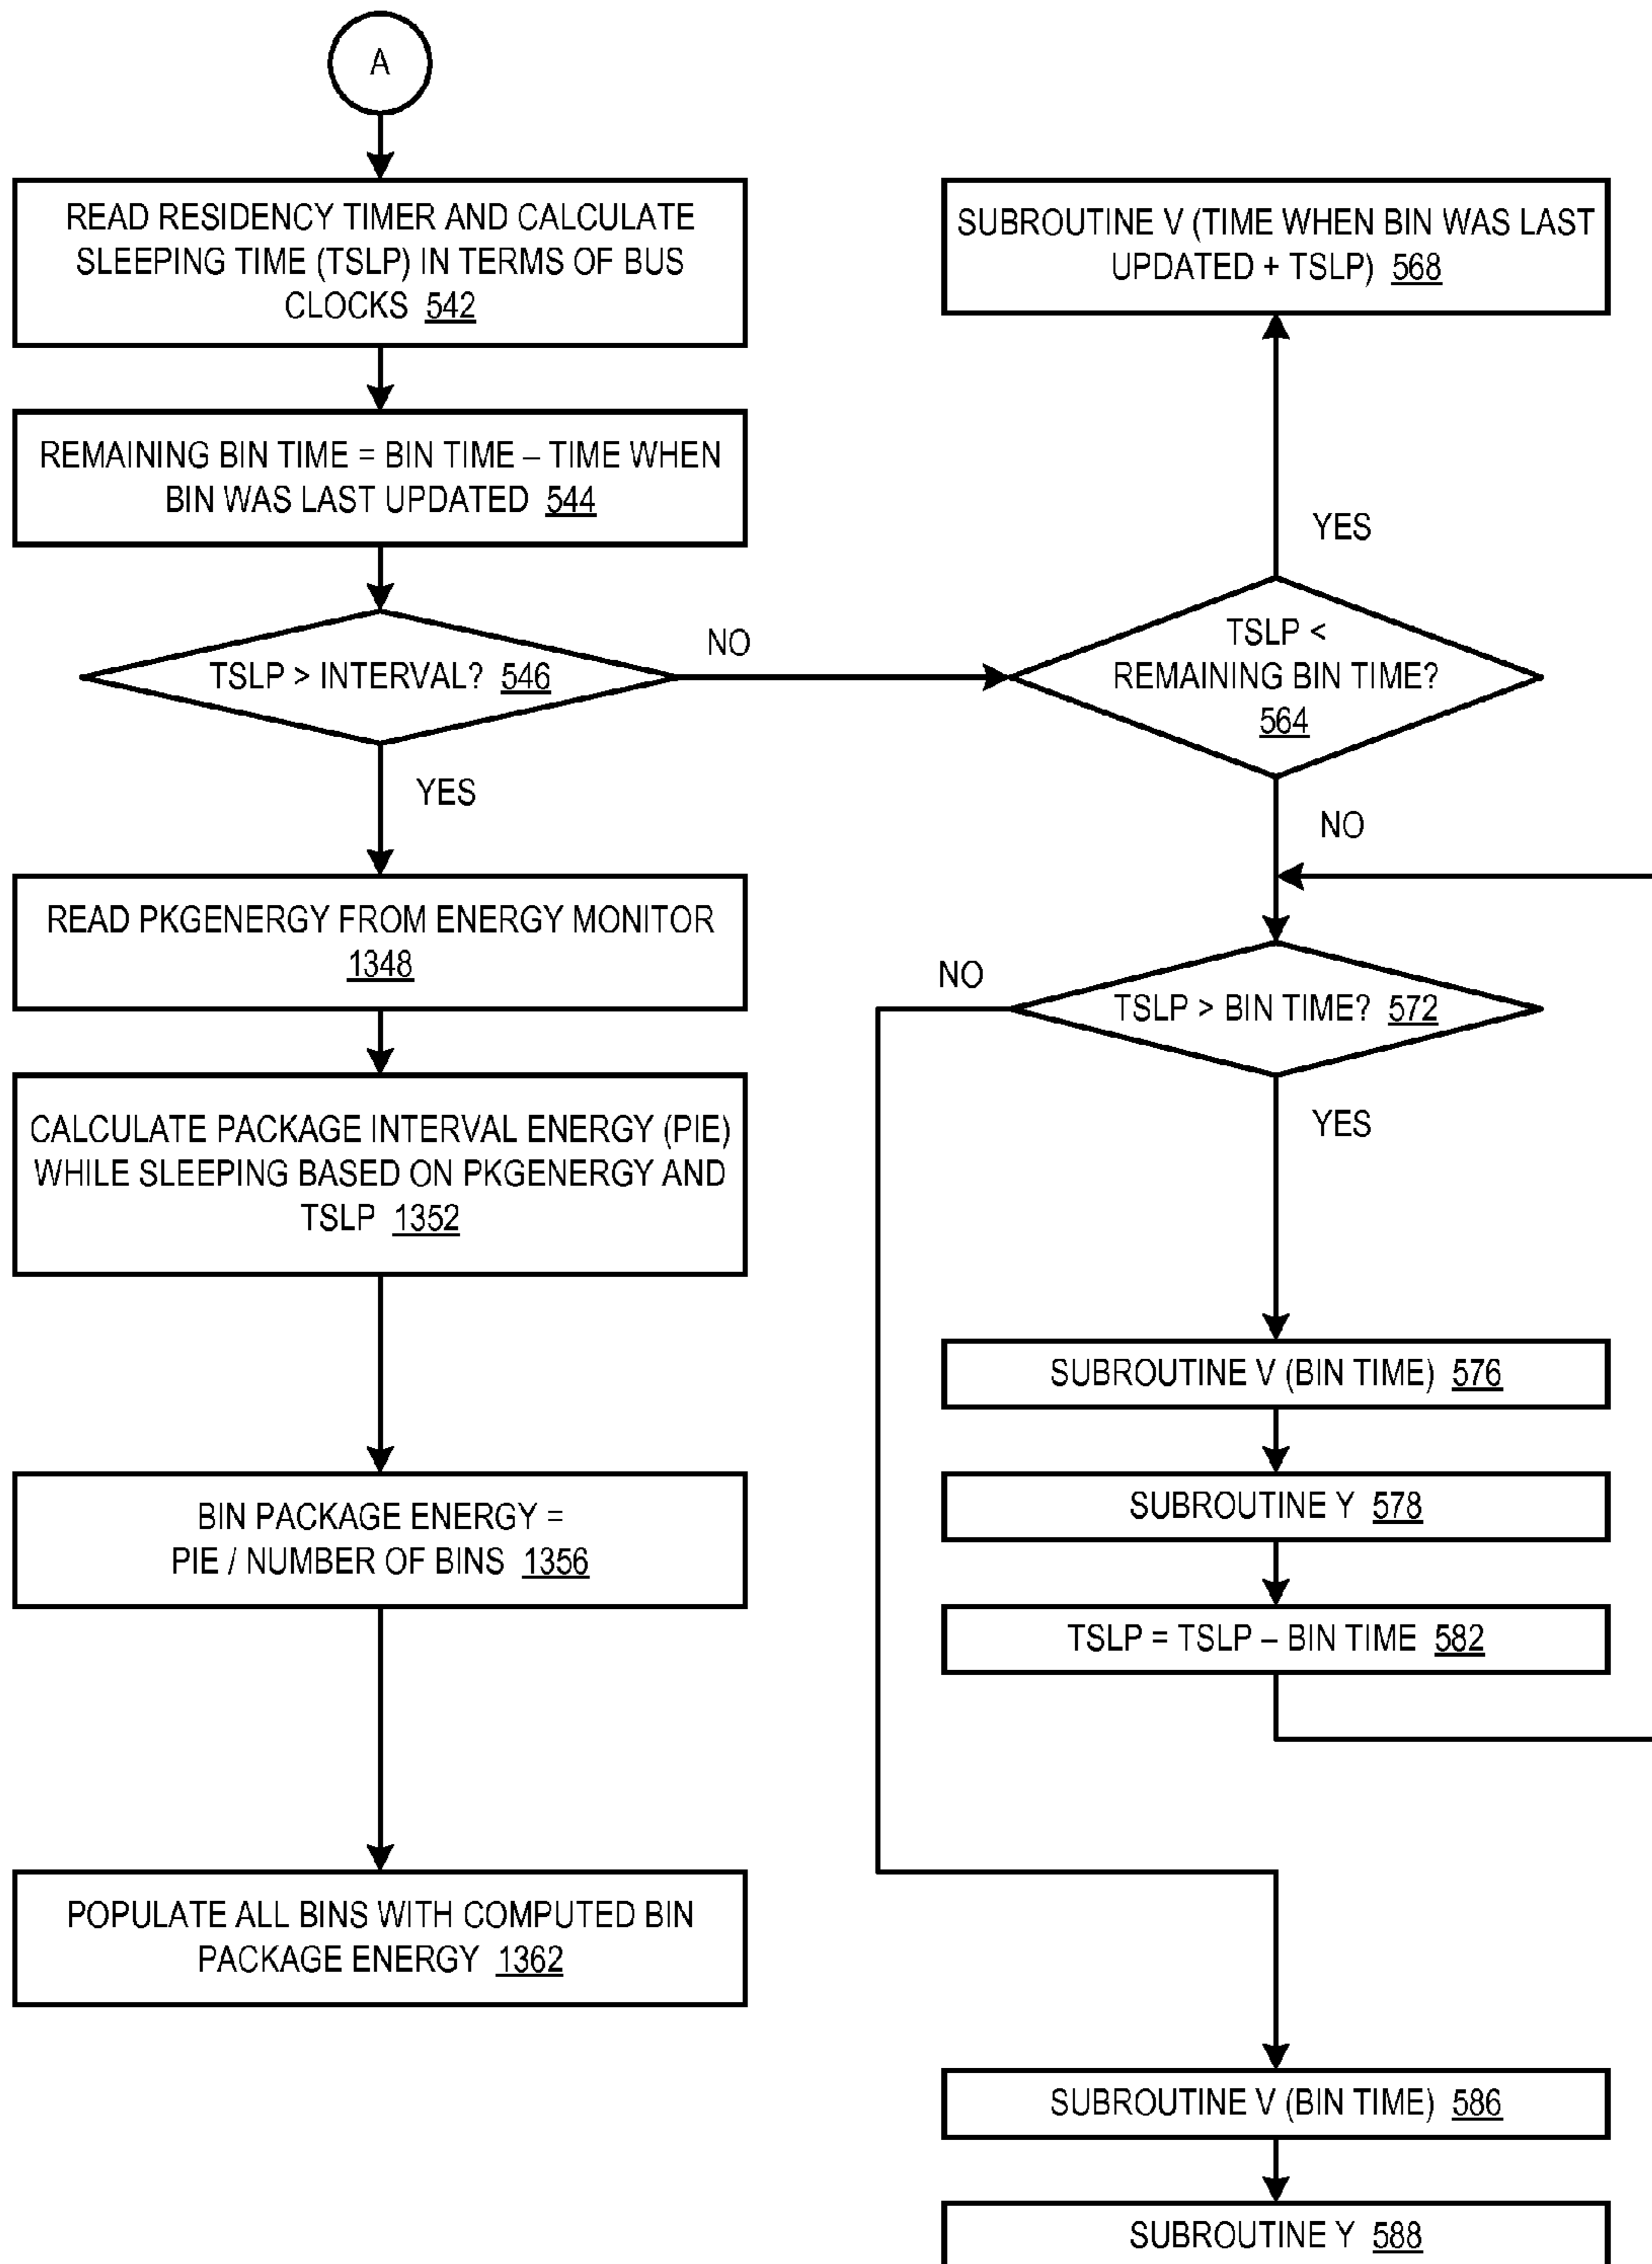 A
READ RESIDENCY TIMER AND CALCULATE
SLEEPING TIME (TSLP) IN TERMS OF BUS
CLOCKS 542
REMAINING BIN TIME = BIN TIME – TIME WHEN
BIN WAS LAST UPDATED 544
TSLP > INTERVAL? 546
NO
YES
READ PKGENERGY FROM ENERGY MONITOR
1348
CALCULATE PACKAGE INTERVAL ENERGY (PIE)
WHILE SLEEPING BASED ON PKGENERGY AND
TSLP 1352
BIN PACKAGE ENERGY =
PIE / NUMBER OF BINS 1356
POPULATE ALL BINS WITH COMPUTED BIN
PACKAGE ENERGY 1362
SUBROUTINE V (TIME WHEN BIN WAS LAST
UPDATED + TSLP) 568
YES
TSLP <
REMAINING BIN TIME?
564
NO
NO
TSLP > BIN TIME? 572
YES
SUBROUTINE V (BIN TIME) 576
SUBROUTINE Y 578
TSLP = TSLP – BIN TIME 582
SUBROUTINE V (BIN TIME) 586
SUBROUTINE Y 588